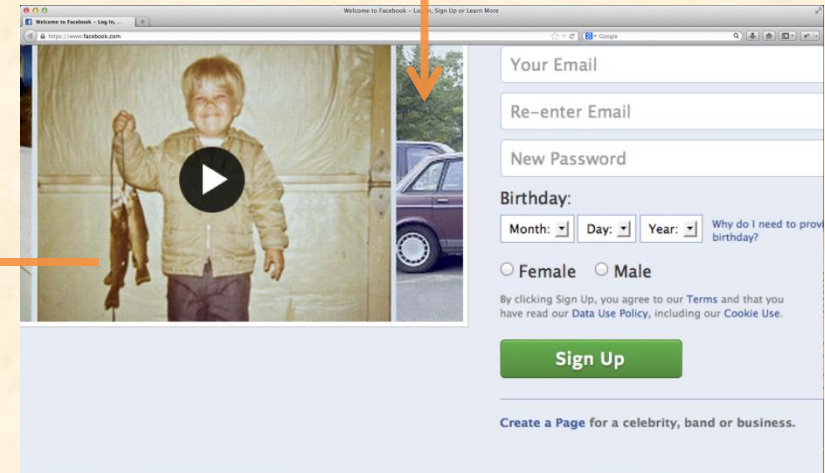 Welcome to Facebook - Log In, Sign Up or Learn More
Welcome to Facebook - Log In, ...
https://www.facebook.com
Google
Your Email
Re-enter Email
New Password
Birthday:
Month: Day: Year: Why do I need to provi
birthday?
Female Male
By clicking Sign Up, you agree to our Terms and that you
have read our Data Use Policy, including our Cookie Use.
Sign Up
Create a Page for a celebrity, band or business.